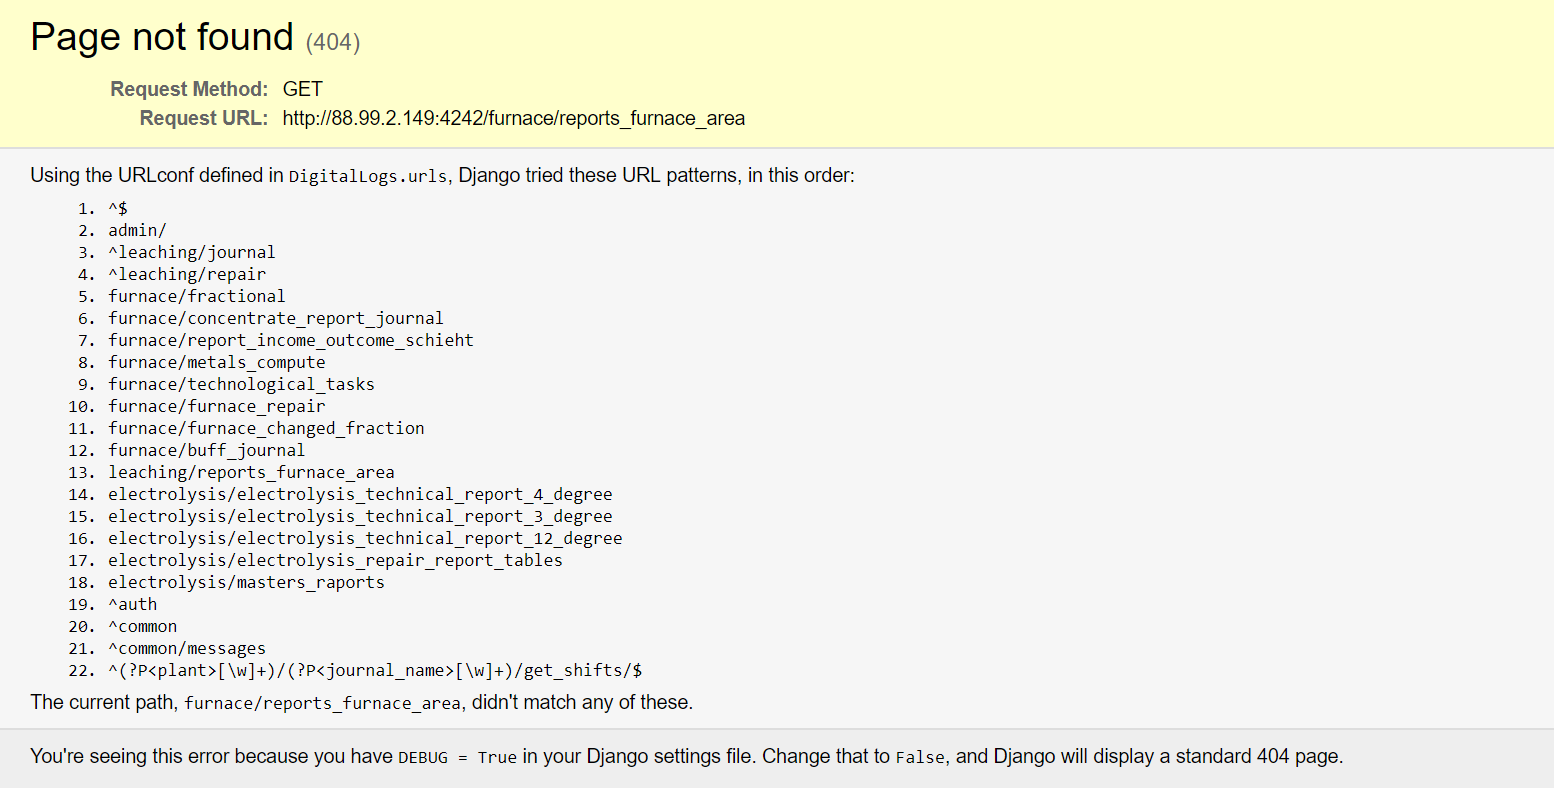 Page not found (404)
Request Method: GET
Request URL: http://88.99.2.149:4242/furnace/reports_furnace_area
Using the URLconf defined in DigitalLogs.urls, Django tried these URL patterns, in this order:
1. ^$
2. admin/
3. ^leaching/journal
4. ^leaching/repair
5. furnace/fractional
6. furnace/concentrate_report_journal
7. furnace/report_income_outcome_schieht
8. furnace/metals_compute
9. furnace/technological_tasks
10. furnace/furnace_repair
11. furnace/furnace_changed_fraction
12. furnace/buff_journal
13. leaching/reports_furnace_area
14. electrolysis/electrolysis_technical_report_4_degree
15. electrolysis/electrolysis_technical_report_3_degree
16. electrolysis/electrolysis_technical_report_12_degree
17. electrolysis/electrolysis_repair_report_tables
18. electrolysis/masters_raports
19. ^auth
20. ^common
21. ^common/messages
22. ^(?P<plant>[\w]+)/(?P<journal_name>[\w]+)/get_shifts/$
The current path, furnace/reports_furnace_area, didn't match any of these.
You're seeing this error because you have DEBUG = True in your Django settings file. Change that to False, and Django will display a standard 404 page.